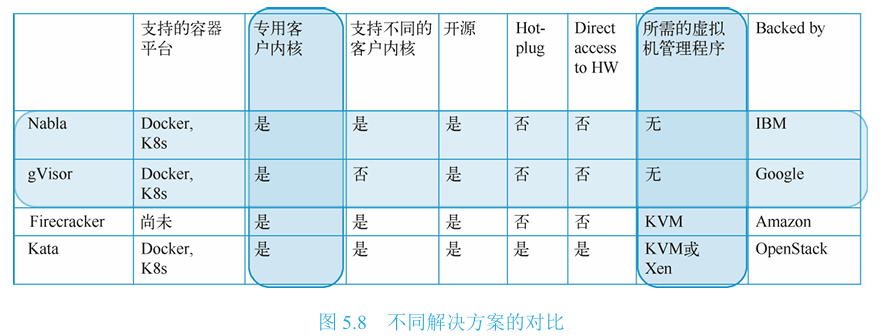 支持的容器平台 专用客户内核 支持不同的客户内核 开源 Hot-plug Direct access to HW 所需的虚拟机管理程序 Backed by
Nabla Docker, K8s 是 是 是 否 否 无 IBM
gVisor Docker, K8s 是 否 是 否 否 无 Google
Firecracker 尚未 是 是 是 否 否 KVM Amazon
Kata Docker, K8s 是 是 是 是 是 KVM或Xen OpenStack
图 5.8 不同解决方案的对比